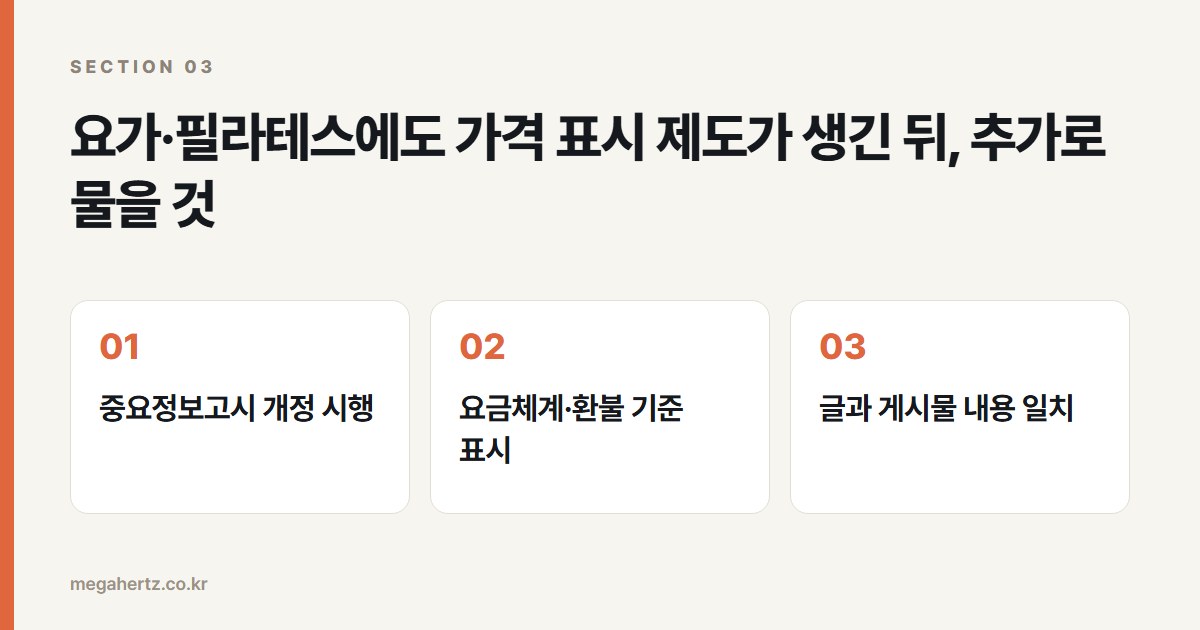 SECTION 03
요가·필라테스에도 가격 표시 제도가 생긴 뒤, 추가로
물을 것
01
중요정보고시 개정 시행
02
요금체계·환불 기준
표시
03
글과 게시물 내용 일치
megahertz.co.kr